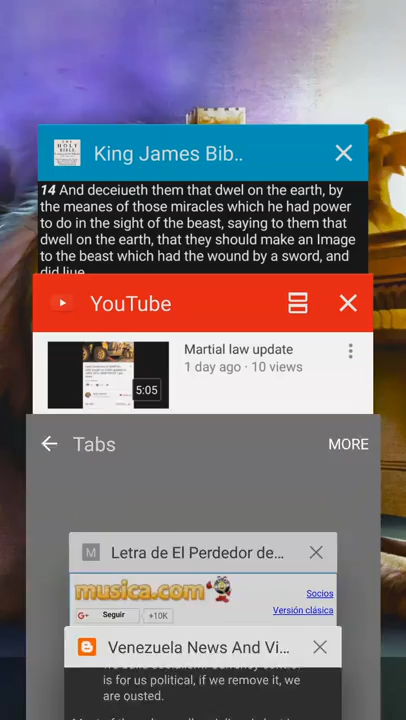 King James Bib..
14 And deceiueth them that dwel on the earth, by
the meanes of those miracles which he had power
to do in the sight of the beast, saying to them that
dwell on the earth, that they should make an Image
to the beast which had the wound by a sword, and
did liue.
YouTube
Martial law update
1 day ago · 10 views
5:05
Tabs
MORE
M Letra de El Perdedor de...
musica.com
Socios
G+ Seguir +10K
Versión clásica
Venezuela News And Vi...
is for us political, if we remove it, we
are ousted.